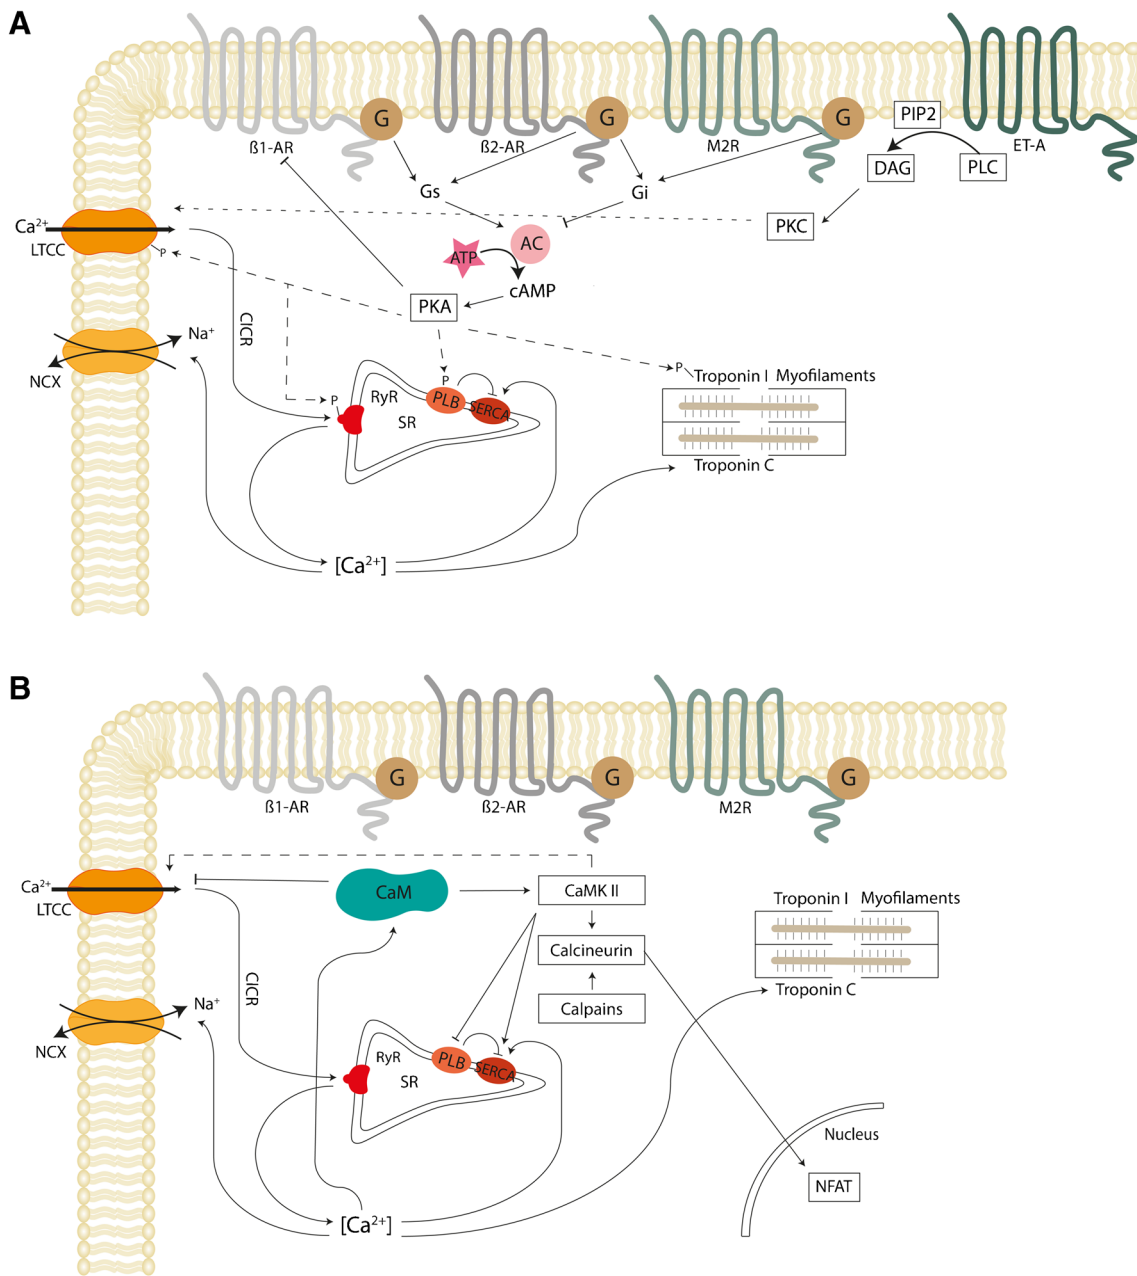 A
G
G
G
PIP2
ß1-AR
ß2-AR
M2R
ET-A
DAG
PLC
Gs
Gi
Ca²⁺
LTCC
P
PKC
AC
ATP
cAMP
PKA
CICR
Na⁺
NCX
P
P
P
Troponin I Myofilaments
RyR
PLB
SERCA
SR
Troponin C
[Ca²⁺]
B
G
G
G
ß1-AR
ß2-AR
M2R
Ca²⁺
LTCC
CaM
CaMK II
Troponin I Myofilaments
Calcineurin
CICR
Troponin C
Na⁺
Calpains
NCX
RyR
PLB
SERCA
SR
Nucleus
NFAT
[Ca²⁺]